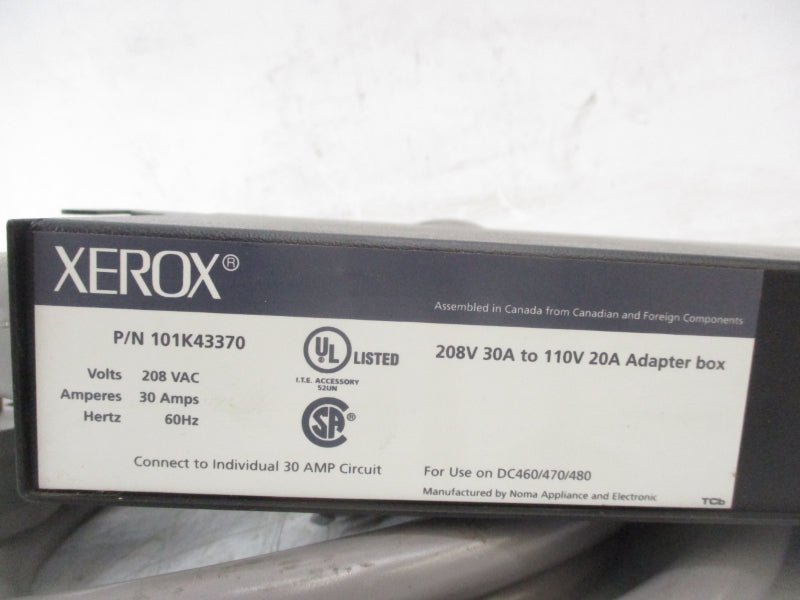 XEROX®
Assembled in Canada from Canadian and Foreign Components
P/N 101K43370
Volts 208 VAC
Amperes 30 Amps
Hertz 60Hz
UL® LISTED
I.T.E. ACCESSORY
52UN
SA®
208V 30A to 110V 20A Adapter box
Connect to Individual 30 AMP Circuit
For Use on DC460/470/480
Manufactured by Noma Appliance and Electronic
TCb